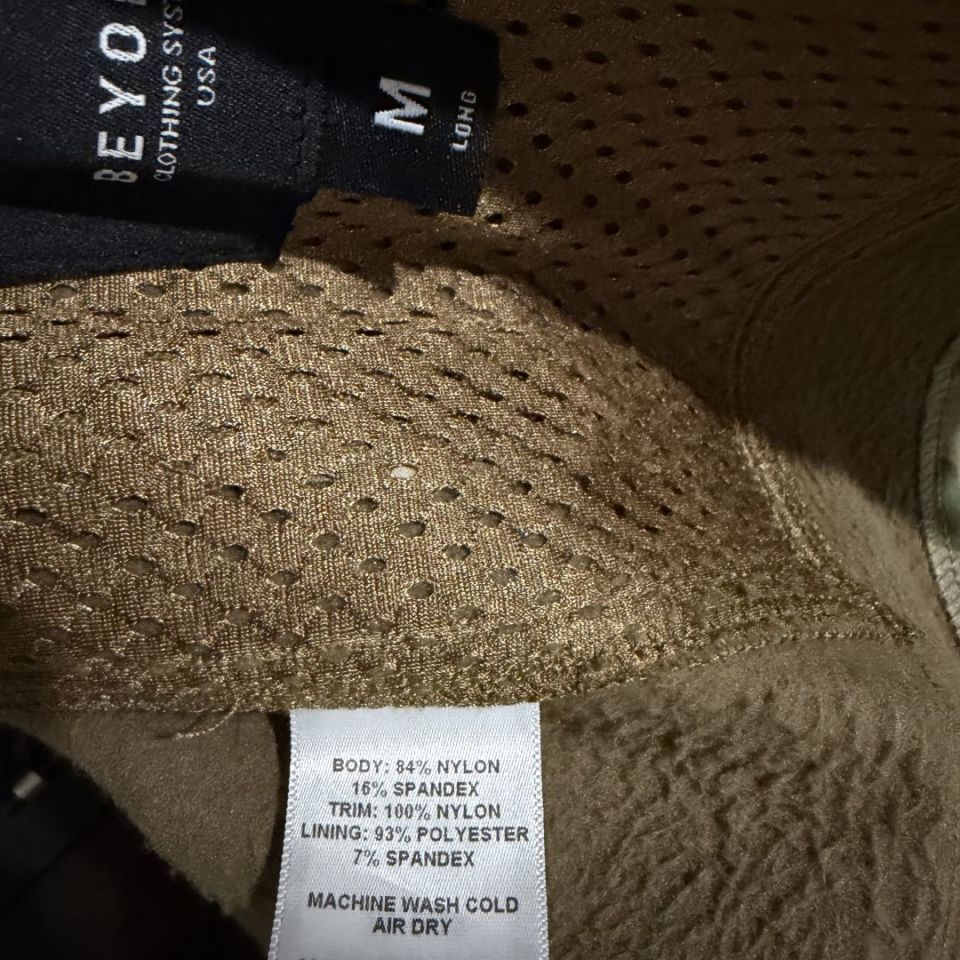 BEYO
CLOTHING SYS
USA
M
LONG
BODY: 84% NYLON
16% SPANDEX
TRIM: 100% NYLON
LINING: 93% POLYESTER
7% SPANDEX
MACHINE WASH COLD
AIR DRY